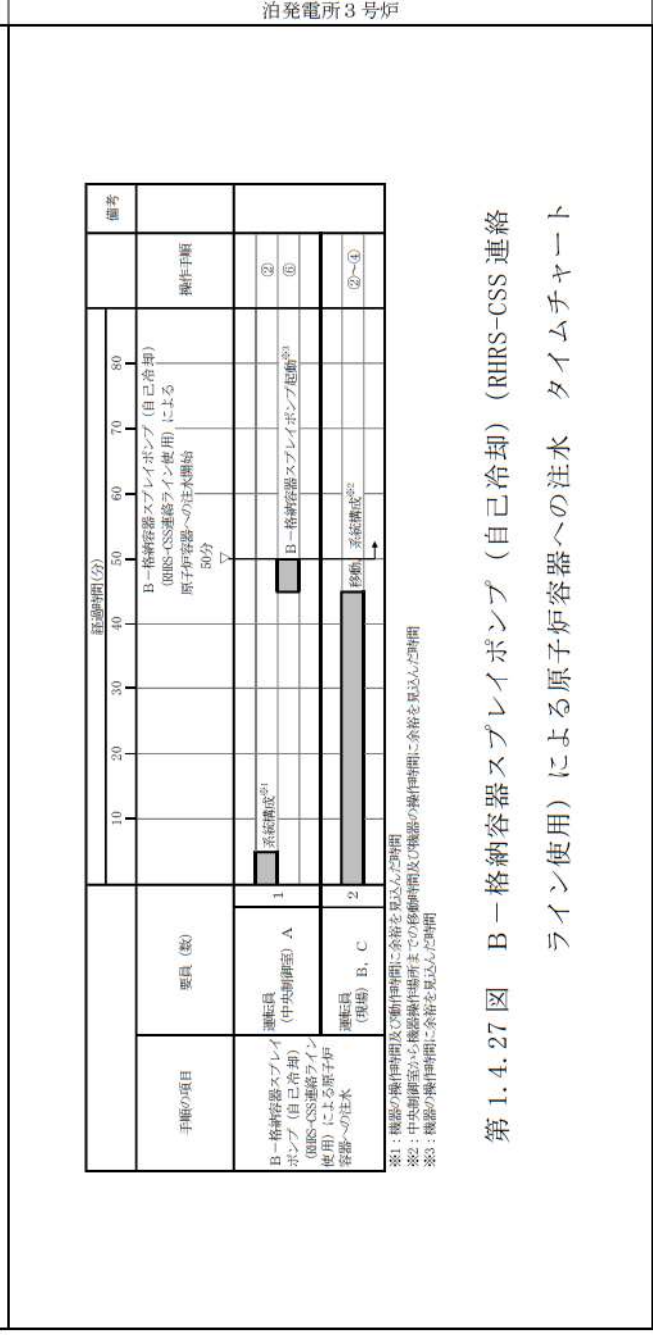 泊発電所3号炉
経過時間(分)
備考
10 20 30 40 50 60 70 80
手順の項目
要員（数）
B－格納容器スプレイポンプ（自己冷却）
（RHRS-CSS連絡ライン使用）による
原子炉容器への注水開始
50分
▽
操作手順
B－格納容器スプレイ
ポンプ（自己冷却）
（RHRS-CSS連絡ライン
使用）による原子炉
容器への注水
運転員
（中央制御室）A
1
系統構成※1
②
B－格納容器スプレイポンプ起動※3
⑥
運転員
（現場）B，C
2
移動，系統構成※2
②～④
※1：機器の操作時間及び動作時間に余裕を見込んだ時間
※2：中央制御室から機器操作場所までの移動時間及び機器の操作時間に余裕を見込んだ時間
※3：機器の操作時間に余裕を見込んだ時間
第 1.4.27 図　B－格納容器スプレイポンプ（自己冷却）（RHRS-CSS 連絡
ライン使用）による原子炉容器への注水　タイムチャート